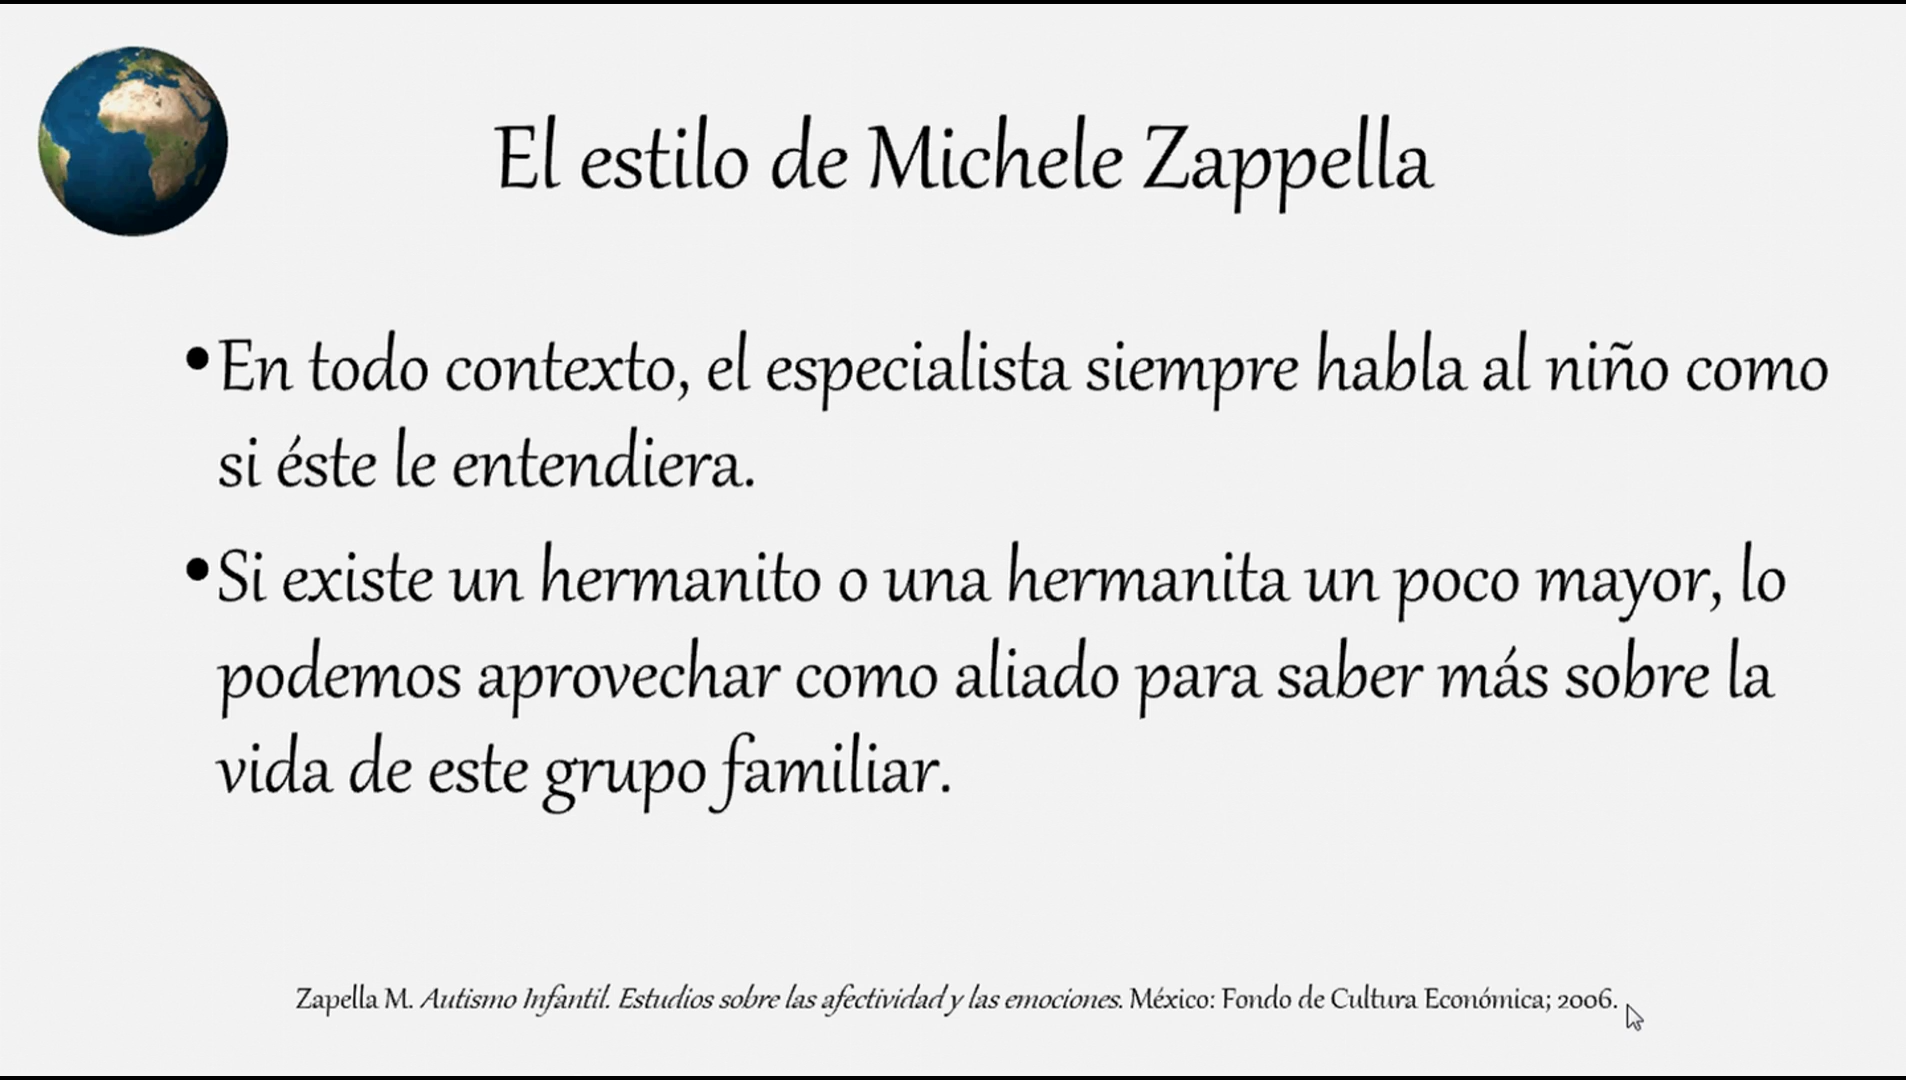 El estilo de Michele Zappella
•En todo contexto, el especialista siempre habla al niño como
si éste le entendiera.
•Si existe un hermanito o una hermanita un poco mayor, lo
podemos aprovechar como aliado para saber más sobre la
vida de este grupo familiar.
Zapella M. Autismo Infantil. Estudios sobre las afectividad y las emociones. México: Fondo de Cultura Económica; 2006.